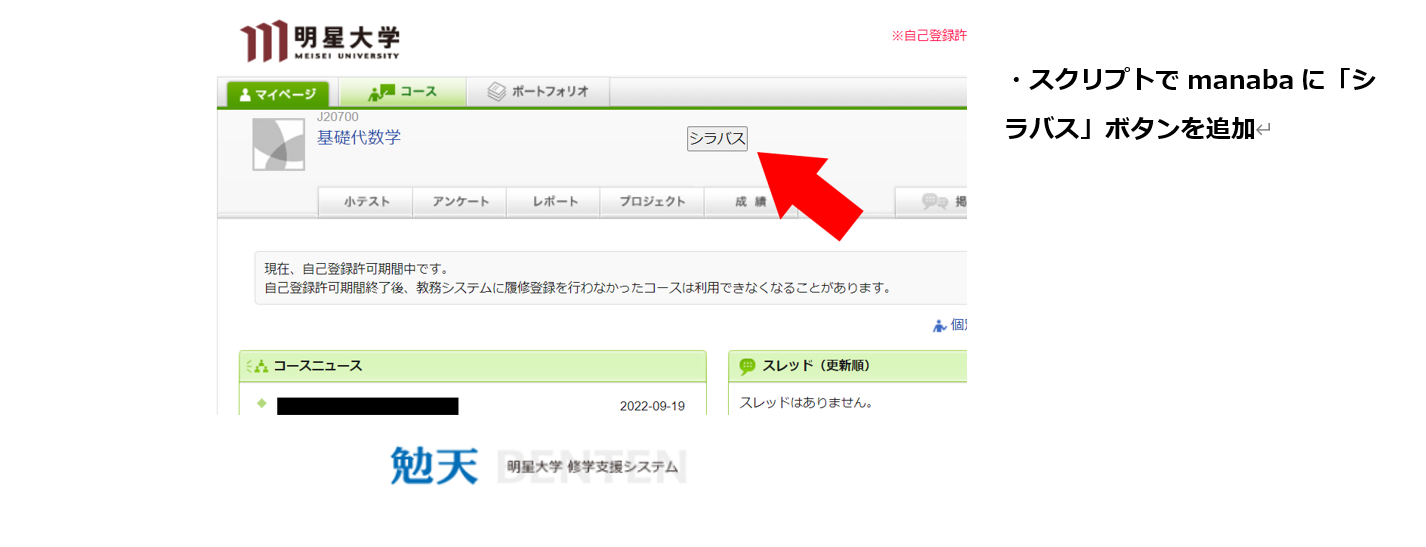 明星大学
MEISEI UNIVERSITY
※自己登録許
マイページ
コース
ポートフォリオ
J20700
基礎代数学
シラバス
小テスト
アンケート
レポート
プロジェクト
成績
掲
現在、自己登録許可期間中です。
自己登録許可期間終了後、教務システムに履修登録を行わなかったコースは利用できなくなることがあります。
個別
コースニュース
2022-09-19
スレッド（更新順）
スレッドはありません。
勉天
BENTEN
明星大学 修学支援システム
・スクリプトで manaba に「シ
ラバス」ボタンを追加↵